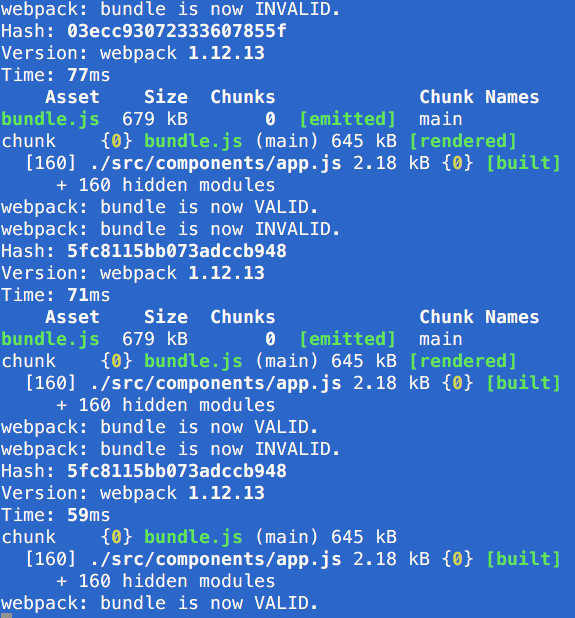 webpack: bundle is now INVALID.
Hash: 03ecc93072333607855f
Version: webpack 1.12.13
Time: 77ms
    Asset    Size  Chunks             Chunk Names
bundle.js  679 kB       0  [emitted]  main
chunk    {0} bundle.js (main) 645 kB [rendered]
  [160] ./src/components/app.js 2.18 kB {0} [built]
     + 160 hidden modules
webpack: bundle is now VALID.
webpack: bundle is now INVALID.
Hash: 5fc8115bb073adccb948
Version: webpack 1.12.13
Time: 71ms
    Asset    Size  Chunks             Chunk Names
bundle.js  679 kB       0  [emitted]  main
chunk    {0} bundle.js (main) 645 kB [rendered]
  [160] ./src/components/app.js 2.18 kB {0} [built]
     + 160 hidden modules
webpack: bundle is now VALID.
webpack: bundle is now INVALID.
Hash: 5fc8115bb073adccb948
Version: webpack 1.12.13
Time: 59ms
chunk    {0} bundle.js (main) 645 kB
  [160] ./src/components/app.js 2.18 kB {0} [built]
     + 160 hidden modules
webpack: bundle is now VALID.